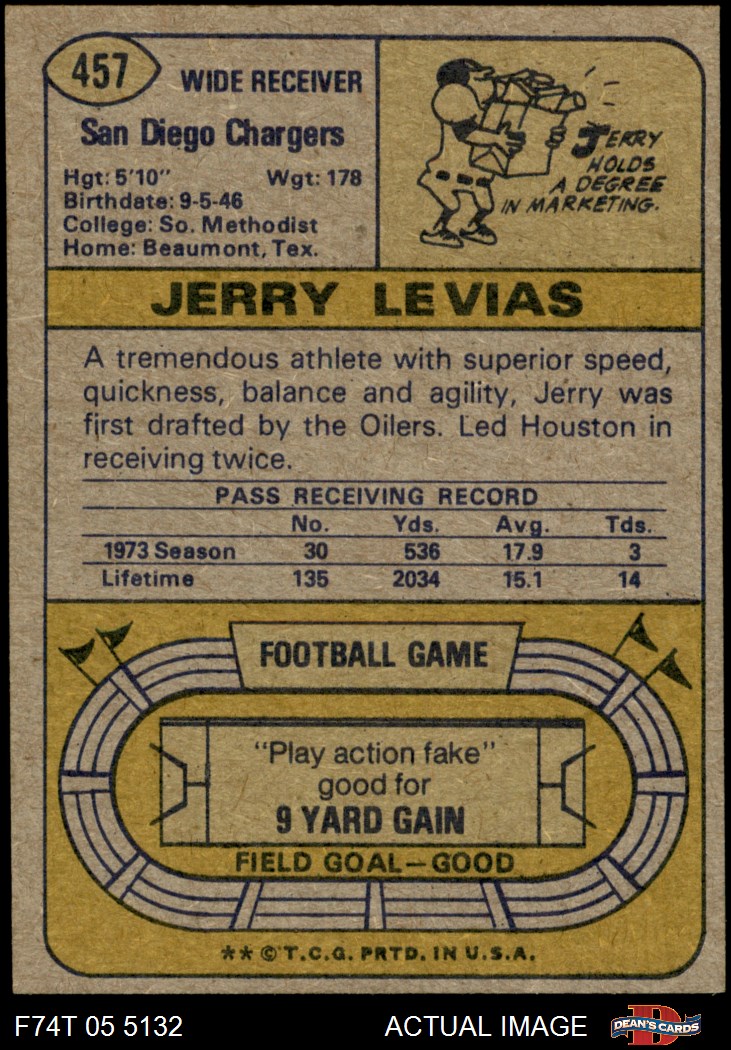 457
WIDE RECEIVER
San Diego Chargers
Hgt: 5'10" Wgt: 178
Birthdate: 9-5-46
College: So. Methodist
Home: Beaumont, Tex.
JERRY
HOLDS
A DEGREE
IN MARKETING.
JERRY LEVIAS
A tremendous athlete with superior speed,
quickness, balance and agility, Jerry was
first drafted by the Oilers. Led Houston in
receiving twice.
PASS RECEIVING RECORD
No. Yds. Avg. Tds.
1973 Season 30 536 17.9 3
Lifetime 135 2034 15.1 14
FOOTBALL GAME
"Play action fake"
good for
9 YARD GAIN
FIELD GOAL—GOOD
** © T.C.G. PRTD. IN U.S.A.
F74T 05 5132 ACTUAL IMAGE D DEAN'S CARDS